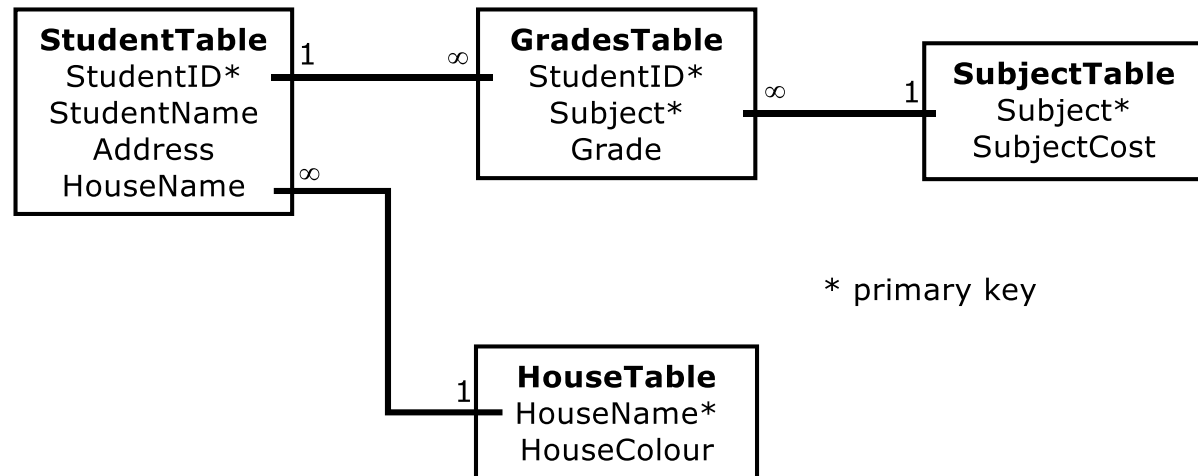 StudentTable
StudentID*
StudentName
Address
HouseName
1
∞
∞
GradesTable
StudentID*
Subject*
Grade
∞
1
SubjectTable
Subject*
SubjectCost
* primary key
1
HouseTable
HouseName*
HouseColour